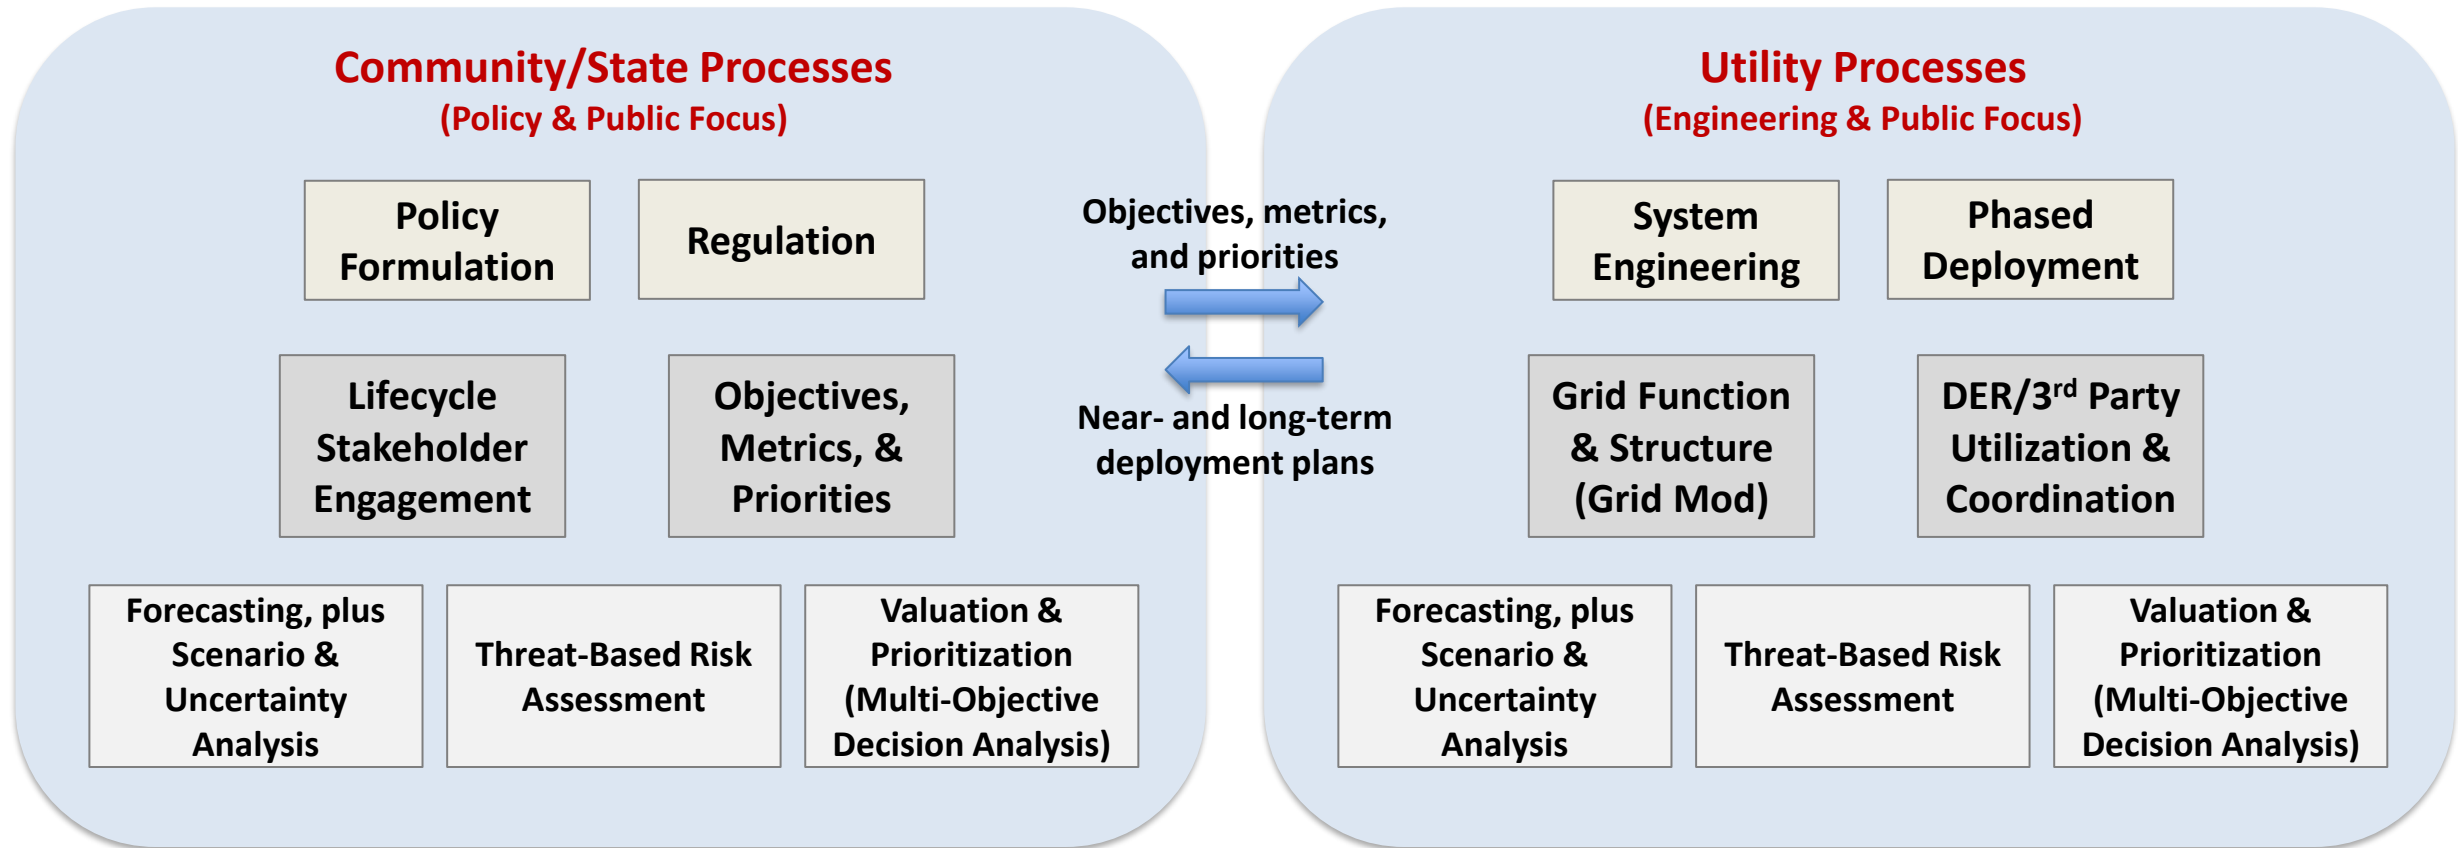 Community/State Processes
(Policy & Public Focus)
Policy
Formulation
Regulation
Lifecycle
Stakeholder
Engagement
Objectives,
Metrics, &
Priorities
Forecasting, plus
Scenario &
Uncertainty
Analysis
Threat-Based Risk
Assessment
Valuation &
Prioritization
(Multi-Objective
Decision Analysis)
Objectives, metrics,
and priorities
Near- and long-term
deployment plans
Utility Processes
(Engineering & Public Focus)
System
Engineering
Phased
Deployment
Grid Function
& Structure
(Grid Mod)
DER/3rd Party
Utilization &
Coordination
Forecasting, plus
Scenario &
Uncertainty
Analysis
Threat-Based Risk
Assessment
Valuation &
Prioritization
(Multi-Objective
Decision Analysis)